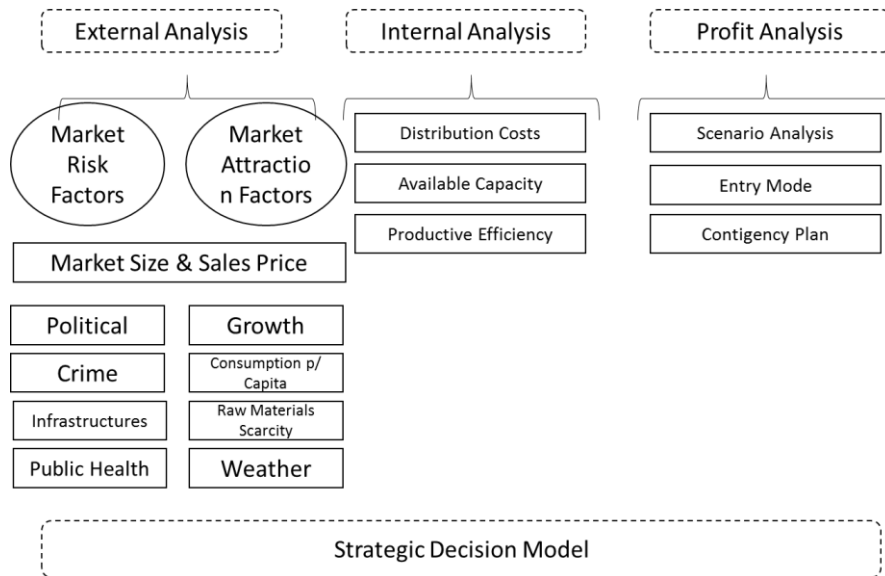 External Analysis
Internal Analysis
Profit Analysis
Market
Risk
Factors
Market
Attractio
n Factors
Market Size & Sales Price
Political
Growth
Crime
Consumption p/
Capita
Infrastructures
Raw Materials
Scarcity
Public Health
Weather
Distribution Costs
Available Capacity
Productive Efficiency
Scenario Analysis
Entry Mode
Contigency Plan
Strategic Decision Model